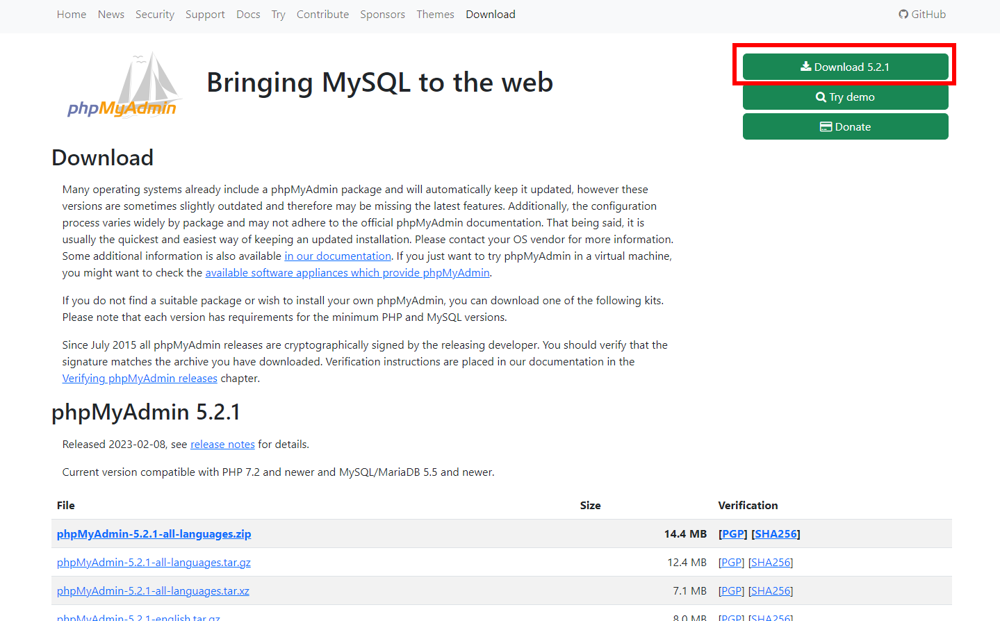 Home News Security Support Docs Try Contribute Sponsors Themes Download GitHub
phpMyAdmin
Bringing MySQL to the web
Download 5.2.1
Try demo
Donate
Download
Many operating systems already include a phpMyAdmin package and will automatically keep it updated, however these
versions are sometimes slightly outdated and therefore may be missing the latest features. Additionally, the configuration
process varies widely by package and may not adhere to the official phpMyAdmin documentation. That being said, it is
usually the quickest and easiest way of keeping an updated installation. Please contact your OS vendor for more information.
Some additional information is also available in our documentation. If you just want to try phpMyAdmin in a virtual machine,
you might want to check the available software appliances which provide phpMyAdmin.
If you do not find a suitable package or wish to install your own phpMyAdmin, you can download one of the following kits.
Please note that each version has requirements for the minimum PHP and MySQL versions.
Since July 2015 all phpMyAdmin releases are cryptographically signed by the releasing developer. You should verify that the
signature matches the archive you have downloaded. Verification instructions are placed in our documentation in the
Verifying phpMyAdmin releases chapter.
phpMyAdmin 5.2.1
Released 2023-02-08, see release notes for details.
Current version compatible with PHP 7.2 and newer and MySQL/MariaDB 5.5 and newer.
File Size Verification
phpMyAdmin-5.2.1-all-languages.zip 14.4 MB [PGP] [SHA256]
phpMyAdmin-5.2.1-all-languages.tar.gz 12.4 MB [PGP] [SHA256]
phpMyAdmin-5.2.1-all-languages.tar.xz 7.1 MB [PGP] [SHA256]
phpMyAdmin-5.2.1-english.tar.gz 8.0 MB [PGP] [SHA256]